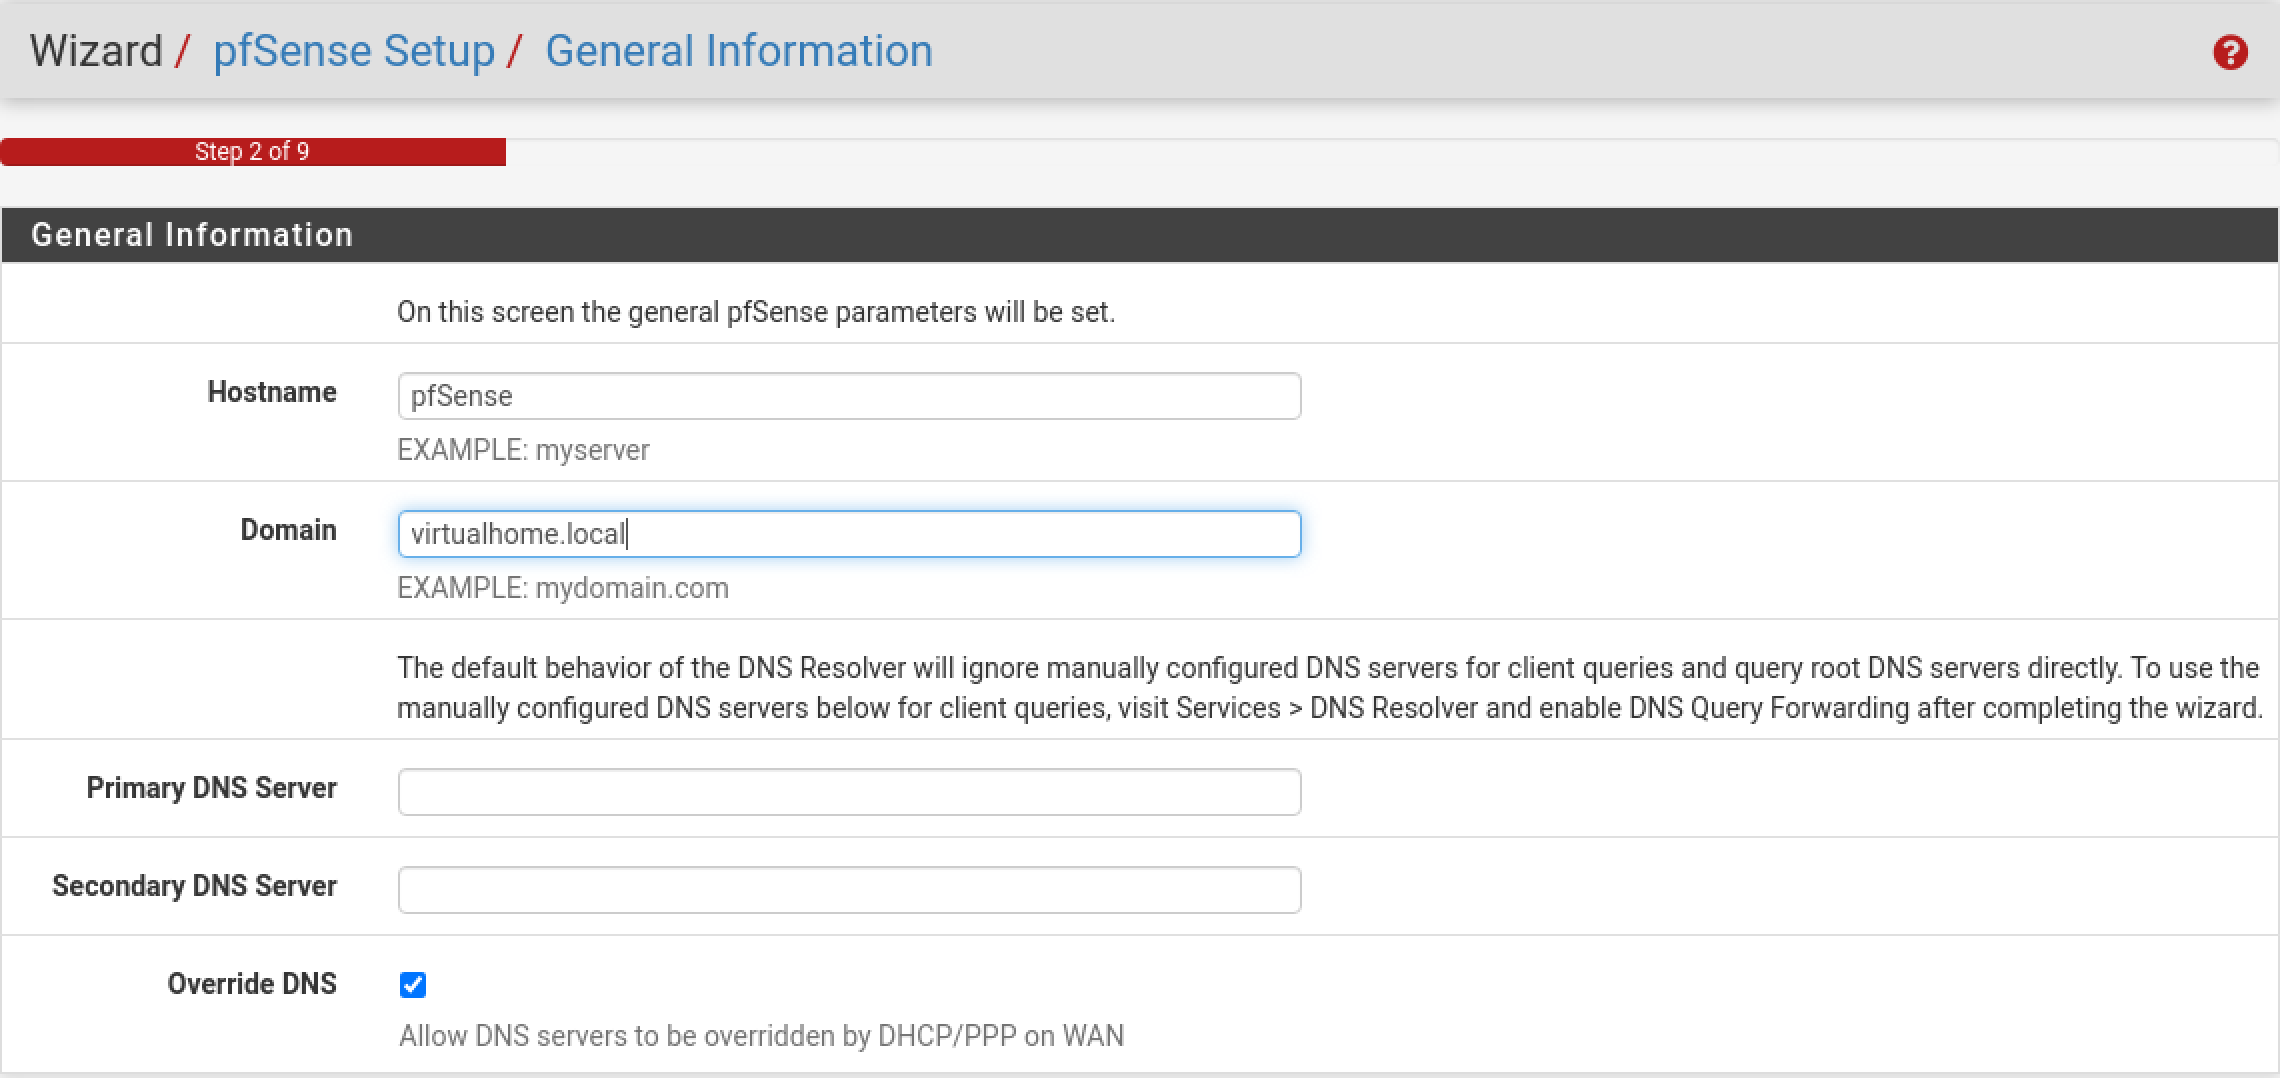 Wizard / pfSense Setup / General Information
Step 2 of 9
General Information
On this screen the general pfSense parameters will be set.
Hostname
pfSense
EXAMPLE: myserver
Domain
virtualhome.local
EXAMPLE: mydomain.com
The default behavior of the DNS Resolver will ignore manually configured DNS servers for client queries and query root DNS servers directly. To use the
manually configured DNS servers below for client queries, visit Services > DNS Resolver and enable DNS Query Forwarding after completing the wizard.
Primary DNS Server
Secondary DNS Server
Override DNS
Allow DNS servers to be overridden by DHCP/PPP on WAN